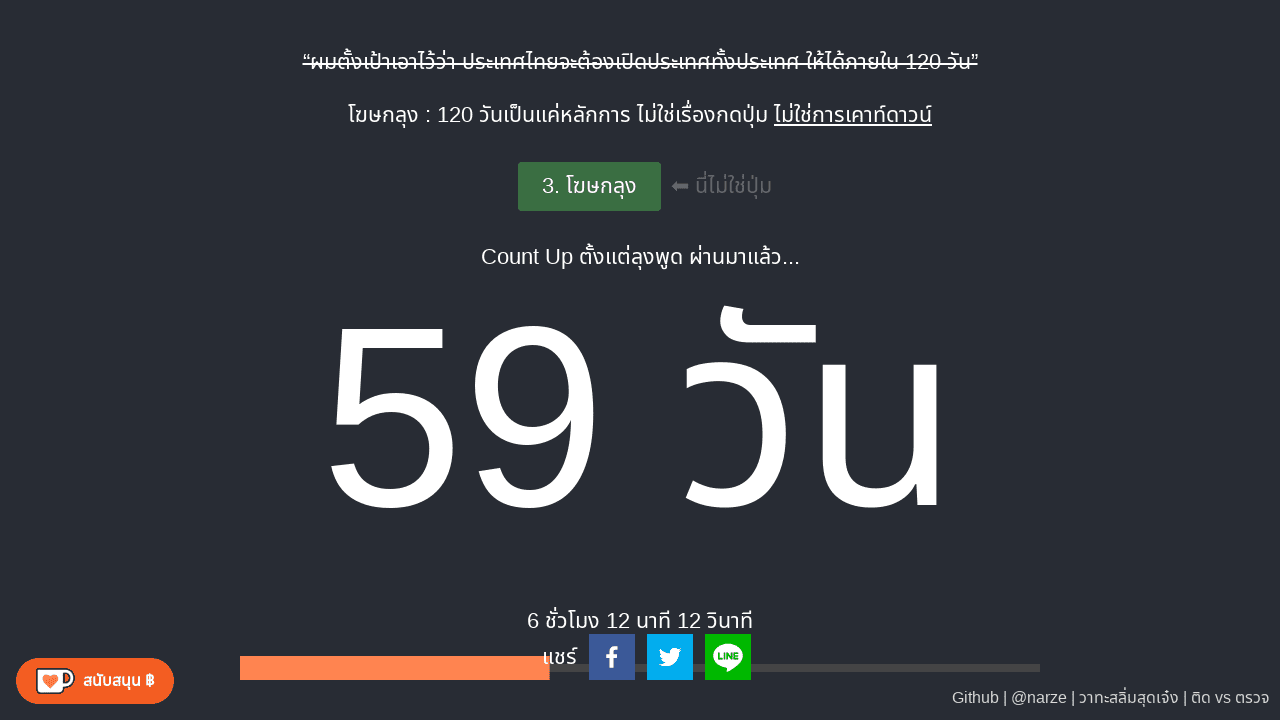 “ผมตั้งเป้าเอาไว้ว่า ประเทศไทยจะต้องเปิดประเทศทั้งประเทศ ให้ได้ภายใน 120 วัน”
โฆษกลุง : 120 วันเป็นแค่หลักการ ไม่ใช่เรื่องกดปุ่ม ไม่ใช่การเคาท์ดาวน์
3. โฆษกลุง ⬅ นี่ไม่ใช่ปุ่ม
Count Up ตั้งแต่ลุงพูด ผ่านมาแล้ว...
59 วัน
6 ชั่วโมง 12 นาที 12 วินาที
แชร์
LINE
สนับสนุน ฿
Github | @narze | วาทะสลิ่มสุดเจ๋ง | ติด vs ตรวจ